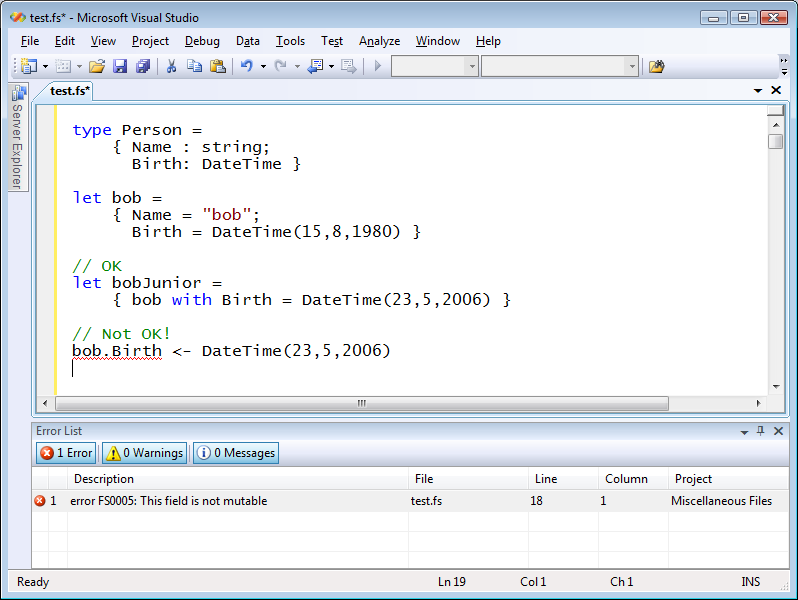 test.fs* - Microsoft Visual Studio
File Edit View Project Debug Data Tools Test Analyze Window Help
Server Explorer
test.fs*
type Person =
{ Name : string;
Birth: DateTime }
let bob =
{ Name = "bob";
Birth = DateTime(15,8,1980) }
// OK
let bobJunior =
{ bob with Birth = DateTime(23,5,2006) }
// Not OK!
bob.Birth <- DateTime(23,5,2006)
Error List
1 Error 0 Warnings 0 Messages
Description File Line Column Project
1 error FS0005: This field is not mutable test.fs 18 1 Miscellaneous Files
Ready Ln 19 Col 1 Ch 1 INS